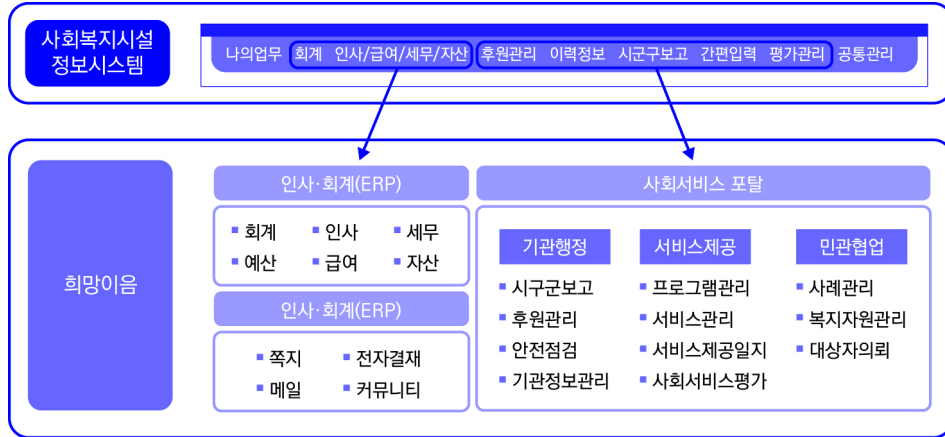 사회복지시설
정보시스템
나의업무 회계 인사/급여/세무/자산 후원관리 이력정보 시군구보고 간편입력 평가관리 공통관리
희망이음
인사·회계(ERP)
▪ 회계 ▪ 인사 ▪ 세무
▪ 예산 ▪ 급여 ▪ 자산
인사·회계(ERP)
▪ 쪽지 ▪ 전자결재
▪ 메일 ▪ 커뮤니티
사회서비스 포탈
기관행정
▪ 시구군보고
▪ 후원관리
▪ 안전점검
▪ 기관정보관리
서비스제공
▪ 프로그램관리
▪ 서비스관리
▪ 서비스제공일지
▪ 사회서비스평가
민관협업
▪ 사례관리
▪ 복지자원관리
▪ 대상자의뢰